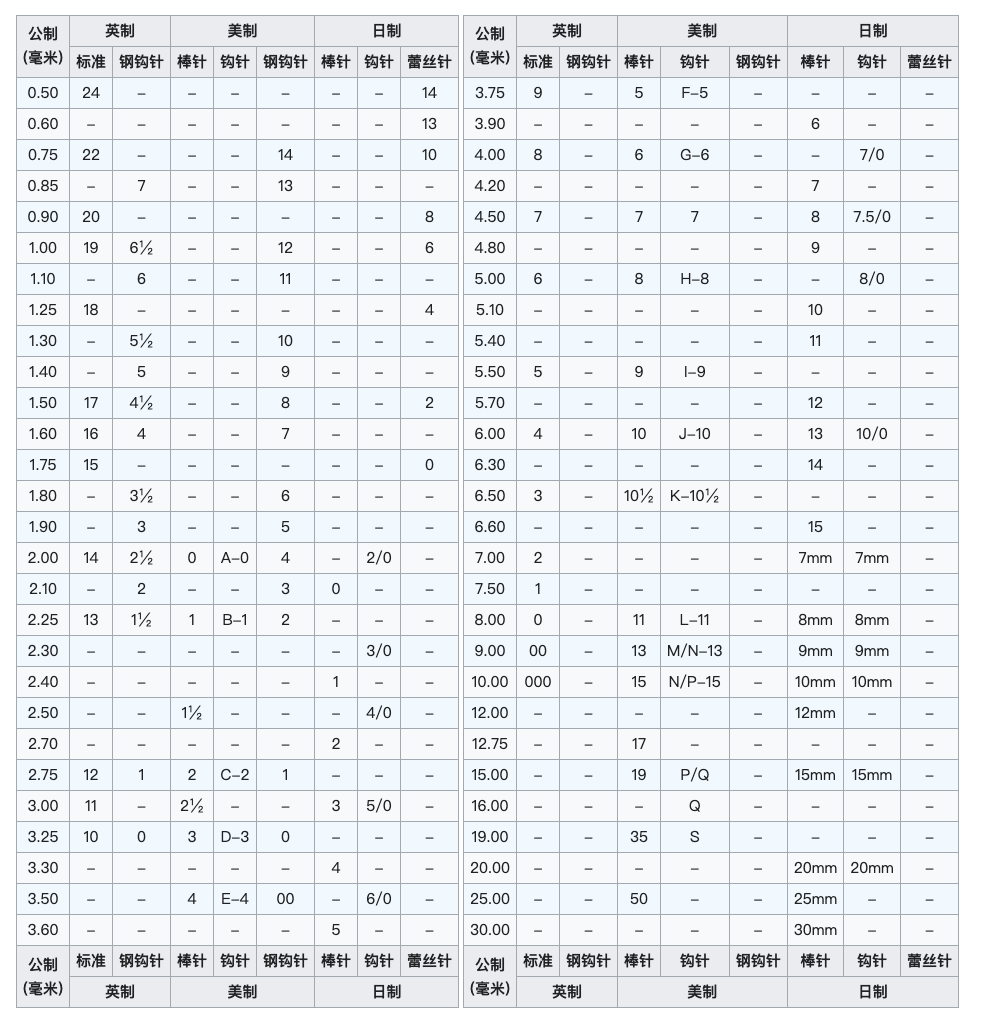 公制 (毫米) 英制 美制 日制
标准 钢钩针 棒针 钩针 钢钩针 棒针 钩针 蕾丝针
0.50 24 – – – – – – 14
0.60 – – – – – – – 13
0.75 22 – – – 14 – – 10
0.85 – 7 – – 13 – – –
0.90 20 – – – – – – 8
1.00 19 6½ – – 12 – – 6
1.10 – 6 – – 11 – – –
1.25 18 – – – – – – 4
1.30 – 5½ – – 10 – – –
1.40 – 5 – – 9 – – –
1.50 17 4½ – – 8 – – 2
1.60 16 4 – – 7 – – –
1.75 15 – – – – – – 0
1.80 – 3½ – – 6 – – –
1.90 – 3 – – 5 – – –
2.00 14 2½ 0 A–0 4 – 2/0 –
2.10 – 2 – – 3 0 – –
2.25 13 1½ 1 B–1 2 – – –
2.30 – – – – – – 3/0 –
2.40 – – – – – 1 – –
2.50 – – 1½ – – – 4/0 –
2.70 – – – – – 2 – –
2.75 12 1 2 C–2 1 – – –
3.00 11 – 2½ – – 3 5/0 –
3.25 10 0 3 D–3 0 – – –
3.30 – – – – – 4 – –
3.50 – – 4 E–4 00 – 6/0 –
3.60 – – – – – 5 – –
公制 (毫米) 标准 钢钩针 棒针 钩针 钢钩针 棒针 钩针 蕾丝针
英制 美制 日制
公制 (毫米) 英制 美制 日制
标准 钢钩针 棒针 钩针 钢钩针 棒针 钩针 蕾丝针
3.75 9 – 5 F–5 – – – –
3.90 – – – – – 6 – –
4.00 8 – 6 G–6 – – 7/0 –
4.20 – – – – – 7 – –
4.50 7 – 7 7 – 8 7.5/0 –
4.80 – – – – – 9 – –
5.00 6 – 8 H–8 – – 8/0 –
5.10 – – – – – 10 – –
5.40 – – – – – 11 – –
5.50 5 – 9 I–9 – – – –
5.70 – – – – – 12 – –
6.00 4 – 10 J–10 – 13 10/0 –
6.30 – – – – – 14 – –
6.50 3 – 10½ K–10½ – – – –
6.60 – – – – – 15 – –
7.00 2 – – – – 7mm 7mm –
7.50 1 – – – – – – –
8.00 0 – 11 L–11 – 8mm 8mm –
9.00 00 – 13 M/N–13 – 9mm 9mm –
10.00 000 – 15 N/P–15 – 10mm 10mm –
12.00 – – – – – 12mm – –
12.75 – – 17 – – – – –
15.00 – – 19 P/Q – 15mm 15mm –
16.00 – – – Q – – – –
19.00 – – 35 S – – – –
20.00 – – – – – 20mm 20mm –
25.00 – – 50 – – 25mm – –
30.00 – – – – – 30mm – –
公制 (毫米) 标准 钢钩针 棒针 钩针 钢钩针 棒针 钩针 蕾丝针
英制 美制 日制